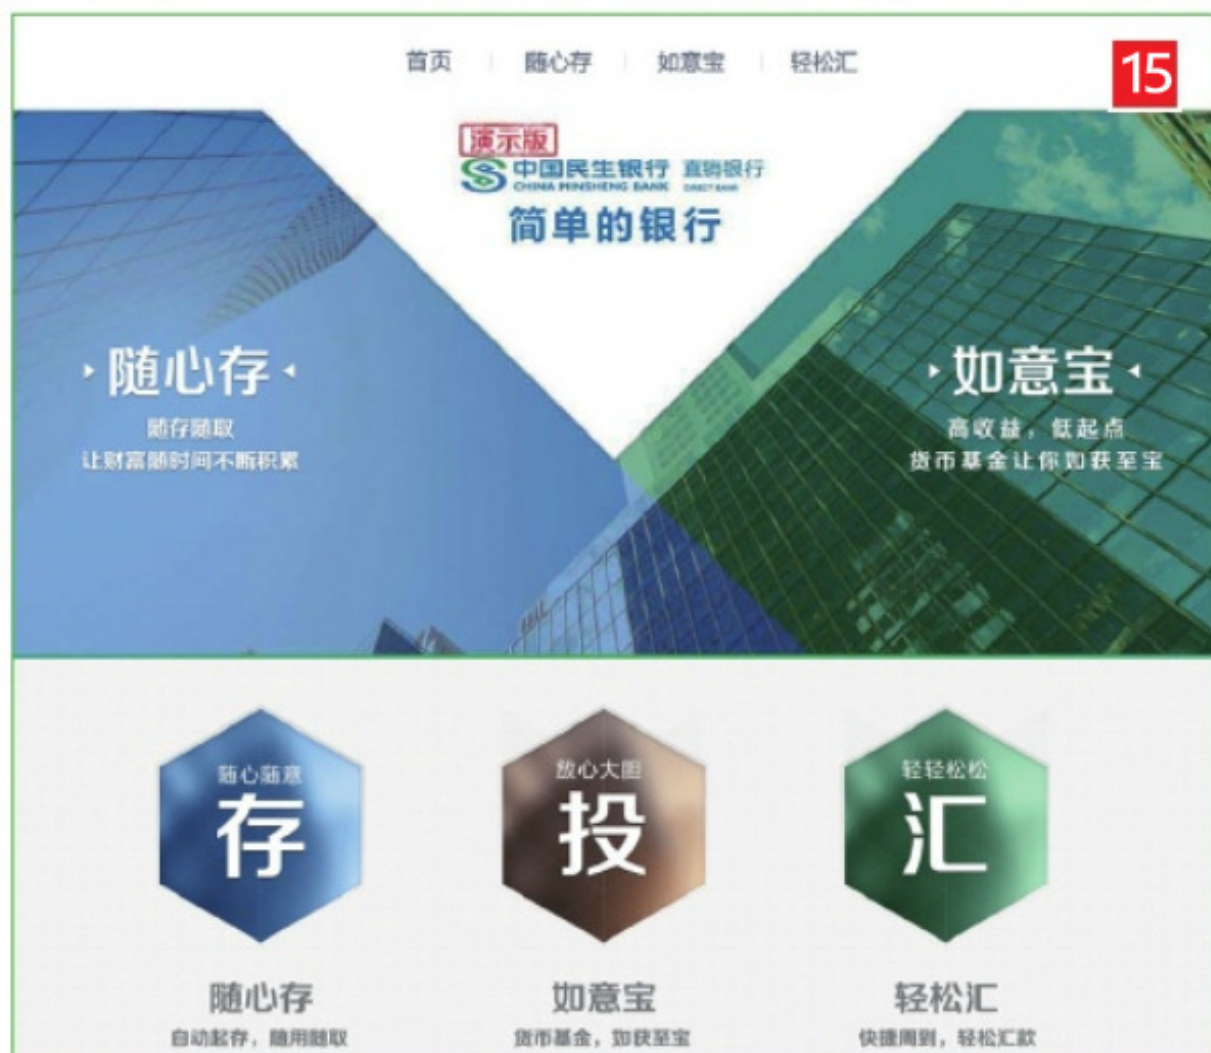 首页 随心存 如意宝 轻松汇
15
演示版
中国民生银行 直销银行
CHINA MINSHENG BANK DIRECT BANK
简单的银行
随心存
随存随取
让财富随时间不断积累
如意宝
高收益，低起点
货币基金让你如获至宝
随心随意
存
放心大胆
投
轻轻松松
汇
随心存
自动起存，随用随取
如意宝
货币基金，如获至宝
轻松汇
快捷周到，轻松汇款